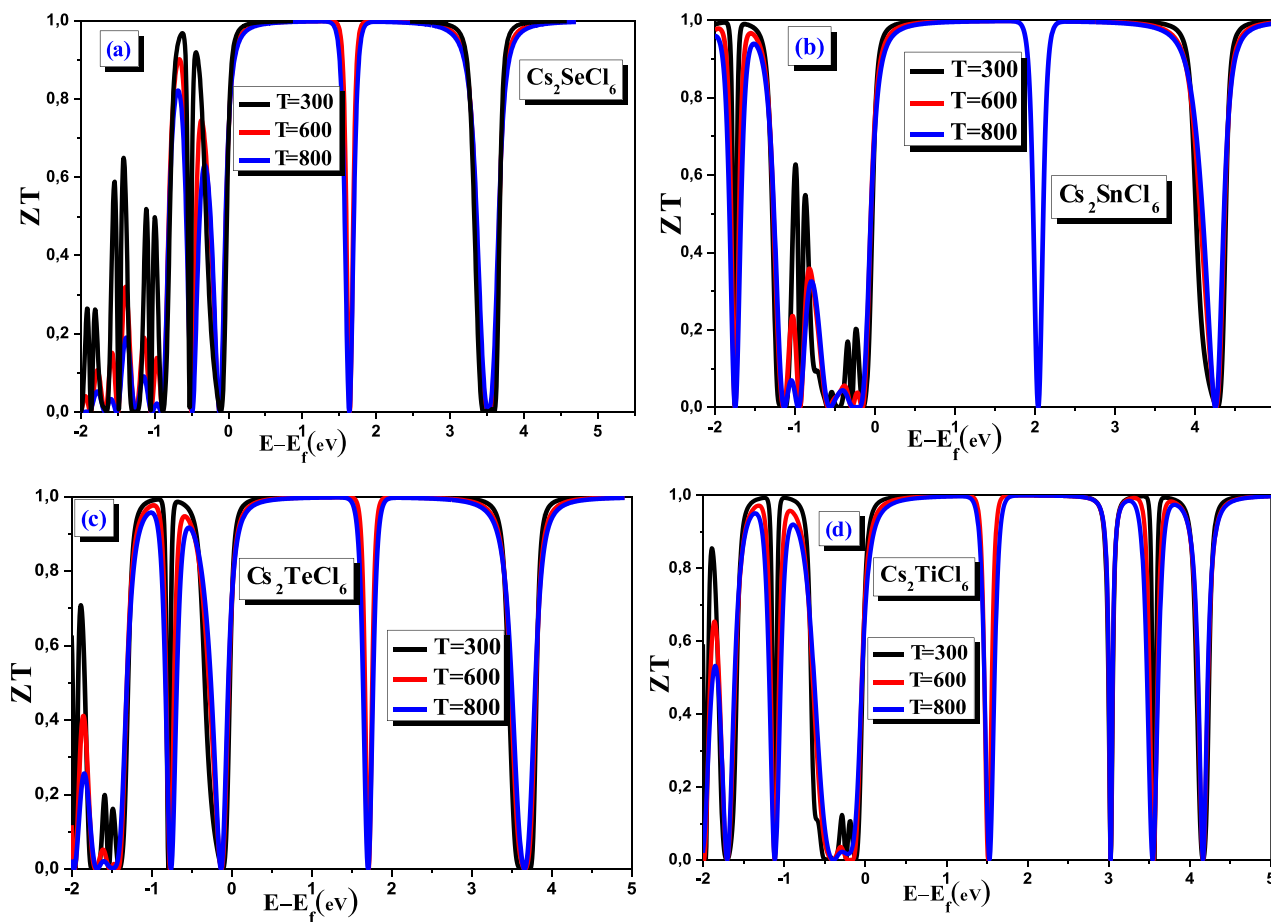 (a)
Cs2SeCl6
T=300
T=600
T=800
ZT
1,0
0,8
0,6
0,4
0,2
0,0
-2 -1 0 1 2 3 4 5
E−Ef(eV)
(b)
Cs2SnCl6
T=300
T=600
T=800
ZT
1,0
0,8
0,6
0,4
0,2
0,0
-2 -1 0 1 2 3 4
E−Ef(eV)
(c)
Cs2TeCl6
T=300
T=600
T=800
ZT
1,0
0,8
0,6
0,4
0,2
0,0
-2 -1 0 1 2 3 4 5
E−Ef(eV)
(d)
Cs2TiCl6
T=300
T=600
T=800
ZT
1,0
0,8
0,6
0,4
0,2
0,0
-2 -1 0 1 2 3 4 5
E−Ef(eV)